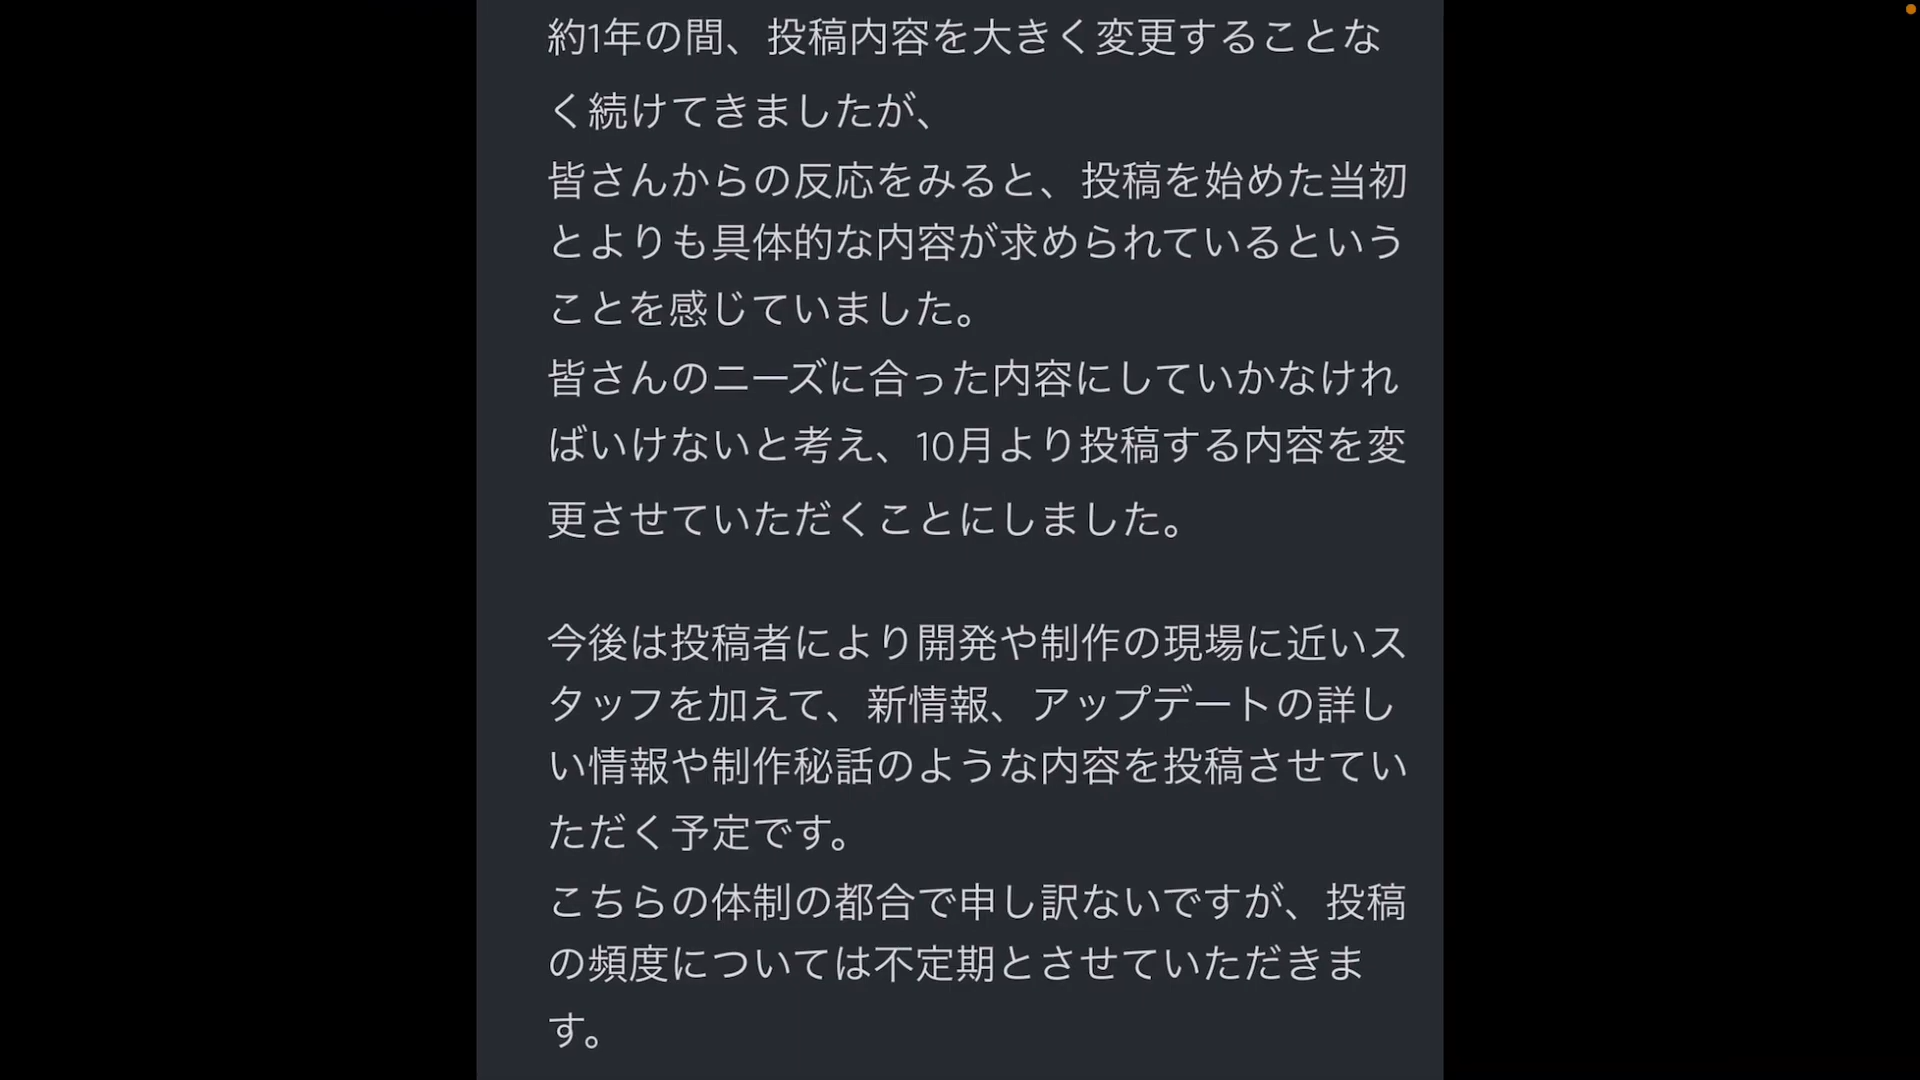 約1年の間、投稿内容を大きく変更することな
く続けてきましたが、
皆さんからの反応をみると、投稿を始めた当初
とよりも具体的な内容が求められているという
ことを感じていました。
皆さんのニーズに合った内容にしていかなけれ
ばいけないと考え、10月より投稿する内容を変
更させていただくことにしました。
今後は投稿者により開発や制作の現場に近いス
タッフを加えて、新情報、アップデートの詳し
い情報や制作秘話のような内容を投稿させてい
ただく予定です。
こちらの体制の都合で申し訳ないですが、投稿
の頻度については不定期とさせていただきま
す。